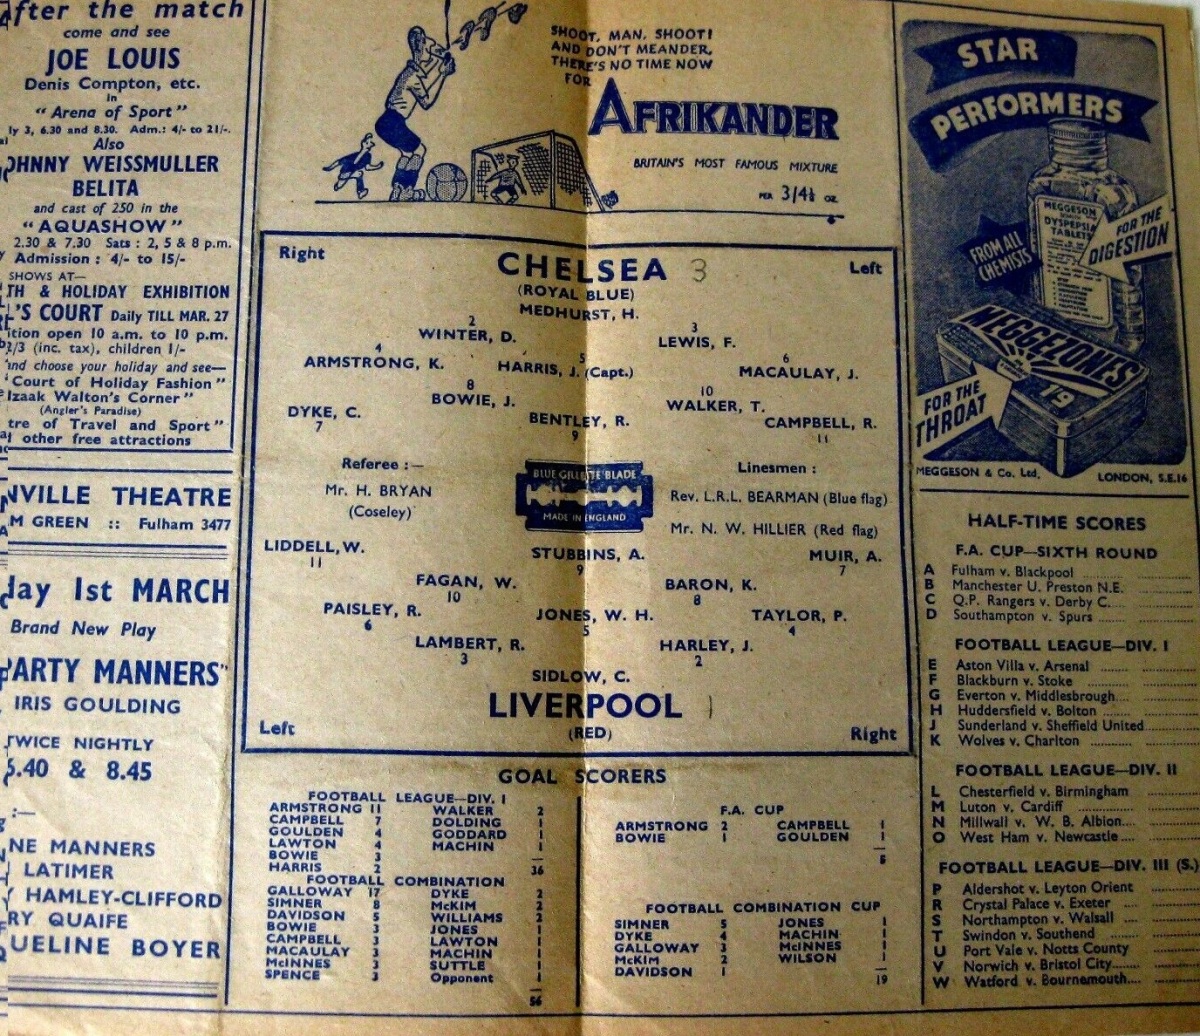 After the match
come and see
JOE LOUIS
Denis Compton, etc.
in
"Arena of Sport"
ly 3, 6.30 and 8.30. Adm.: 4/- to 21/-.
Also
OHNNY WEISSMULLER
BELITA
and cast of 250 in the
"AQUASHOW"
2.30 & 7.30 Sats : 2, 5 & 8 p.m.
Admission : 4/- to 15/-
SHOWS AT—
TH & HOLIDAY EXHIBITION
L'S COURT Daily TILL MAR. 27
ition open 10 a.m. to 10 p.m.
2/3 (inc. tax), children 1/-
and choose your holiday and see—
"Court of Holiday Fashion"
Izaak Walton's Corner"
(Angler's Paradise)
tre of Travel and Sport"
other free attractions
NVILLE THEATRE
M GREEN :: Fulham 3477
day 1st MARCH
Brand New Play
PARTY MANNERS"
IRIS GOULDING
TWICE NIGHTLY
6.40 & 8.45
:—
NE MANNERS
LATIMER
HAMLEY-CLIFFORD
RY QUAIFE
UELINE BOYER
SHOOT, MAN, SHOOT!
AND DON'T MEANDER,
THERE'S NO TIME NOW
FOR
AFRIKANDER
BRITAIN'S MOST FAMOUS MIXTURE
PER 3/4½ OZ.
Right
CHELSEA 3
Left
(ROYAL BLUE)
MEDHURST, H.
2 3
WINTER, D. LEWIS, F.
4 5 6
ARMSTRONG, K. HARRIS, J. (Capt.) MACAULAY, J.
8 10
BOWIE, J. WALKER, T.
DYKE, C. BENTLEY, R. CAMPBELL, R.
7 9 11
Referee :—
Mr. H. BRYAN
(Coseley)
BLUE GILLETTE BLADE
MADE IN ENGLAND
Linesmen :
Rev. L.R.L. BEARMAN (Blue flag)
Mr. N. W. HILLIER (Red flag)
LIDDELL, W. STUBBINS, A. MUIR, A.
11 9 7
FAGAN, W. BARON, K.
10 8
PAISLEY, R. JONES, W. H. TAYLOR, P.
6 5 4
LAMBERT, R. HARLEY, J.
3 2
SIDLOW, C.
LIVERPOOL 1
Left
(RED)
Right
GOAL SCORERS
FOOTBALL LEAGUE—DIV. I
ARMSTRONG 11 WALKER 2
CAMPBELL 7 DOLDING 1
GOULDEN 4 GODDARD 1
LAWTON 4 MACHIN 1
BOWIE 3
HARRIS 2 36
FOOTBALL COMBINATION
GALLOWAY 17 DYKE 2
SIMNER 8 McKIM 2
DAVIDSON 5 WILLIAMS 2
BOWIE 3 JONES 1
CAMPBELL 3 LAWTON 1
MACAULAY 3 MACHIN 1
McINNES 3 SUTTLE 1
SPENCE 3 Opponent 1
56
F.A. CUP
ARMSTRONG 2 CAMPBELL 1
BOWIE 1 GOULDEN 1
5
FOOTBALL COMBINATION CUP
SIMNER 5 JONES 1
DYKE 4 MACHIN 1
GALLOWAY 3 McINNES 1
McKIM 2 WILSON 1
DAVIDSON 1
19
STAR
PERFORMERS
MEGGESON
DYSPEPSIA
TABLETS
FOR THE
DIGESTION
FROM ALL
CHEMISTS
MEGGEZONES
1/9
FOR THE
THROAT
MEGGESON & Co. Ltd. LONDON, S.E.16
HALF-TIME SCORES
F.A. CUP—SIXTH ROUND
A Fulham v. Blackpool
B Manchester U. Preston N.E.
C Q.P. Rangers v. Derby C.
D Southampton v. Spurs
FOOTBALL LEAGUE—DIV. I
E Aston Villa v. Arsenal
F Blackburn v. Stoke
G Everton v. Middlesbrough
H Huddersfield v. Bolton
J Sunderland v. Sheffield United
K Wolves v. Charlton
FOOTBALL LEAGUE—DIV. II
L Chesterfield v. Birmingham
M Luton v. Cardiff
N Millwall v. W. B. Albion
O West Ham v. Newcastle
FOOTBALL LEAGUE—DIV. III (S.)
P Aldershot v. Leyton Orient
R Crystal Palace v. Exeter
S Northampton v. Walsall
T Swindon v. Southend
U Port Vale v. Notts County
V Norwich v. Bristol City
W Watford v. Bournemouth